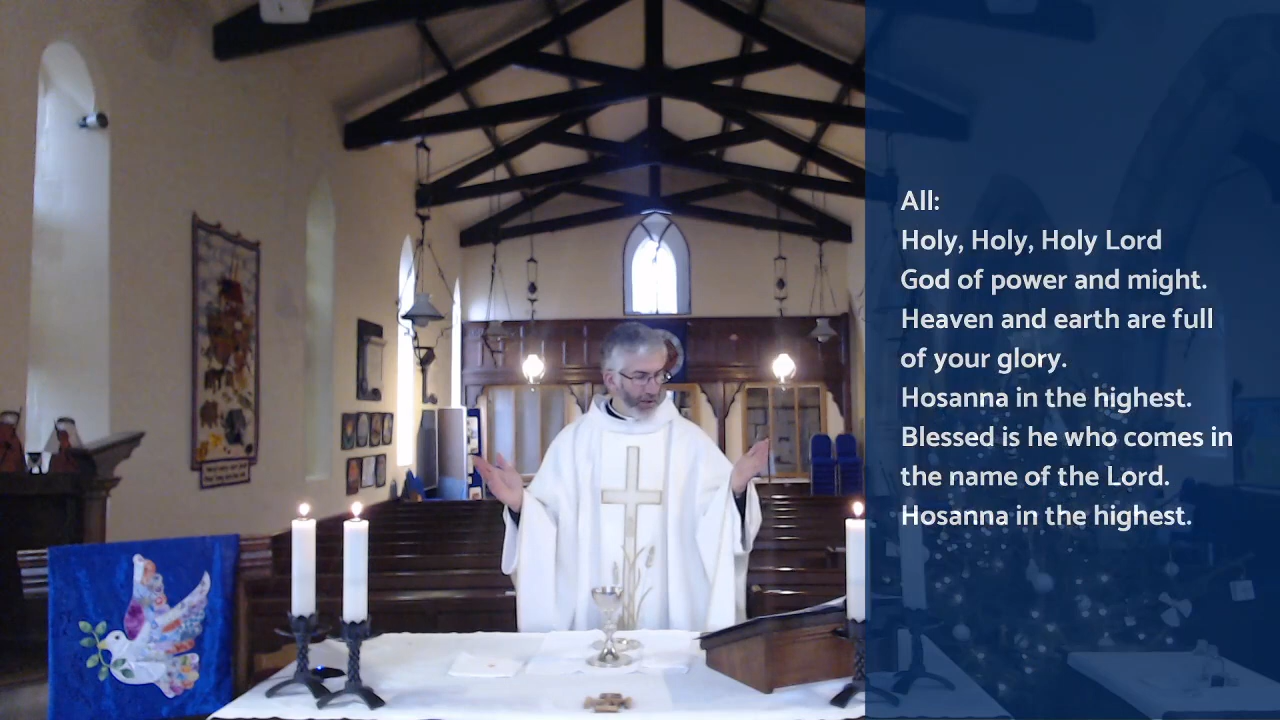 All:
Holy, Holy, Holy Lord
God of power and might.
Heaven and earth are full
of your glory.
Hosanna in the highest.
Blessed is he who comes in
the name of the Lord.
Hosanna in the highest.